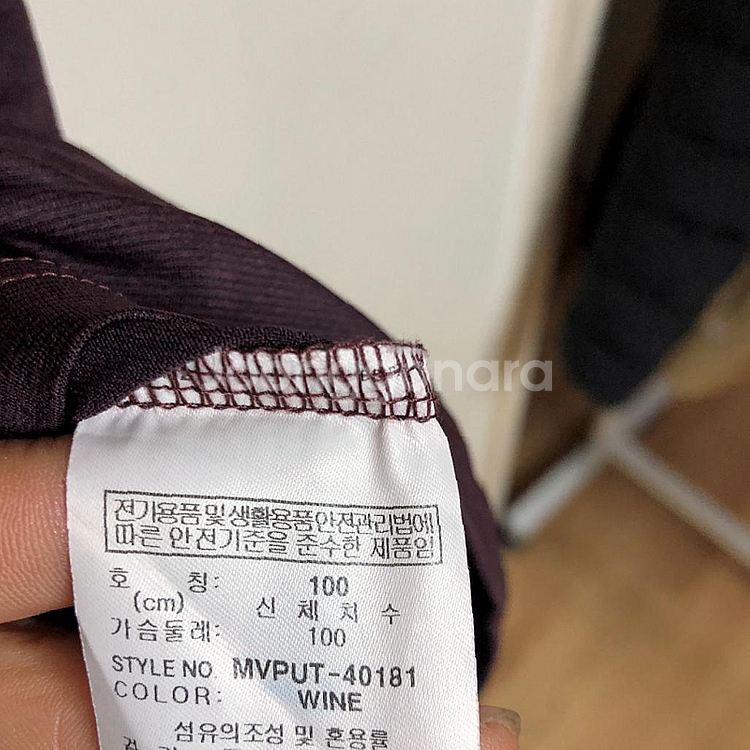 전기용품및생활용품안전관리법에
따른 안전기준을 준수한 제품임
호 칭: 100
(cm) 신 체 치 수
가슴둘레: 100
STYLE NO. MVPUT-40181
COLOR: WINE
섬유의조성 및 혼용률